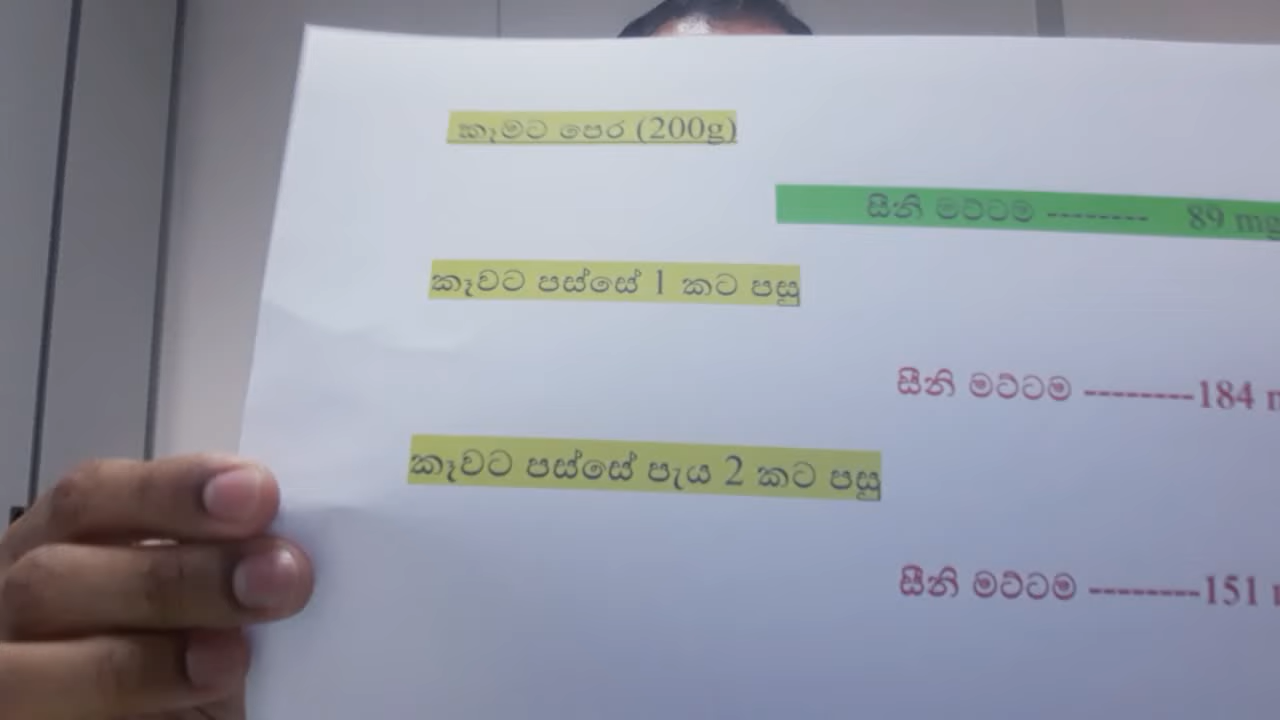 කෑමට පෙර (200g)
සීනි මට්ටම -------- 89 mg
කෑවට පස්සේ 1 කට පසු
සීනි මට්ටම --------184
කෑවට පස්සේ පැය 2 කට පසු
සීනි මට්ටම --------151